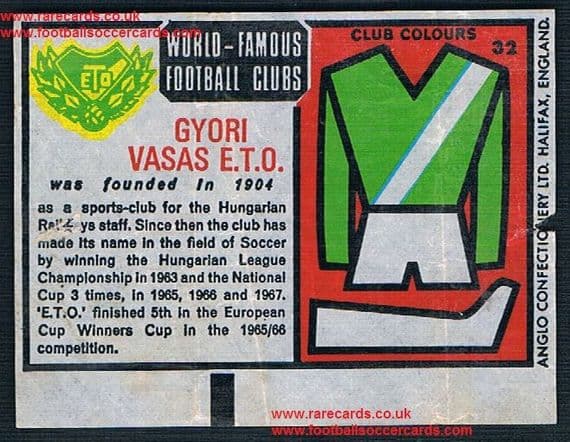 www.rarecards.co.uk
www.footballsoccercards.com
ETO
WORLD-FAMOUS
FOOTBALL CLUBS
GYORI
VASAS E.T.O.
was founded in 1904
as a sports-club for the Hungarian
staff. Since then the club has
made its name in the field of Soccer
by winning the Hungarian League
Championship in 1963 and the National
Cup 3 times, in 1965, 1966 and 1967.
'E.T.O.' finished 5th in the European
Cup Winners Cup in the 1965/66
competition.
CLUB COLOURS
32
ANGLO CONFECTIONERY LTD. HALIFAX, ENGLAND.
www.rarecards.co.uk
www.footballsoccercards.com